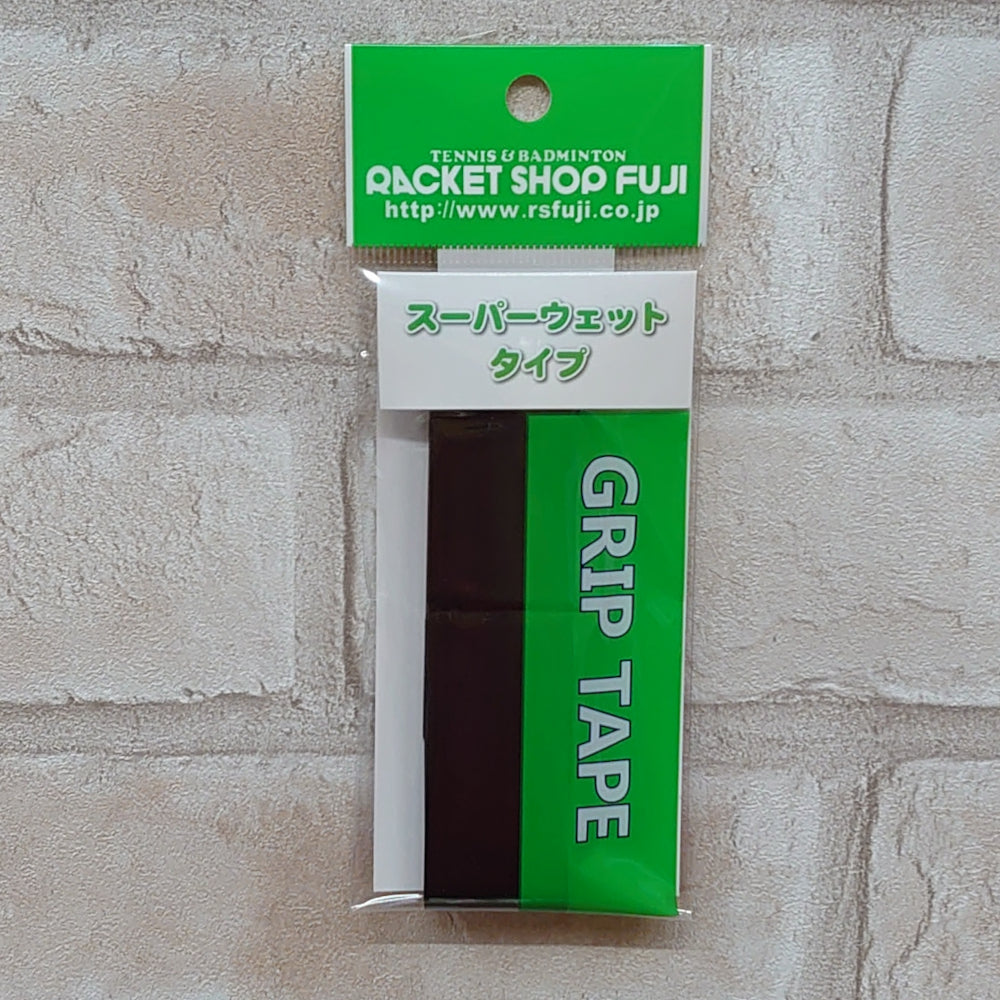 TENNIS & BADMINTON
RACKET SHOP FUJI
http://www.rsfuji.co.jp
スーパーウェット
タイプ
GRIP TAPE